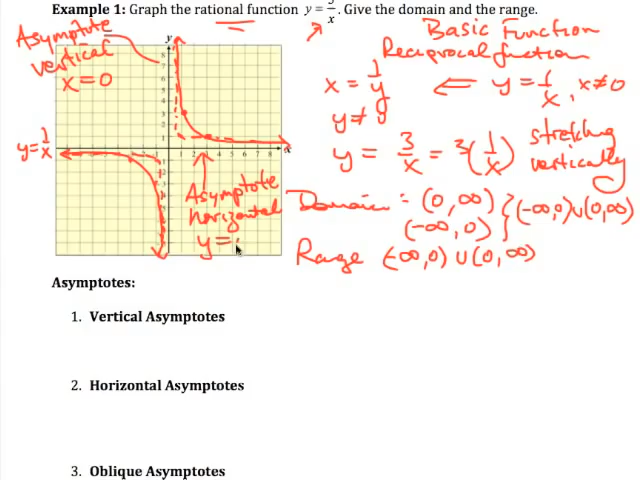 Example 1: Graph the rational function y = 3/x. Give the domain and the range.
Asymptote
vertical
x = 0
Basic Function
Reciprocal function
x = 1/y ⇐ y = 1/x, x ≠ 0
y ≠ 0
y = 3/x = 3(1/x) stretching
vertically
y = 1/x
Asymptote
horizontal
y =
Domain = (0, ∞)
(-∞, 0) } (-∞, 0) ∪ (0, ∞)
Range (-∞, 0) ∪ (0, ∞)
Asymptotes:
1. Vertical Asymptotes
2. Horizontal Asymptotes
3. Oblique Asymptotes